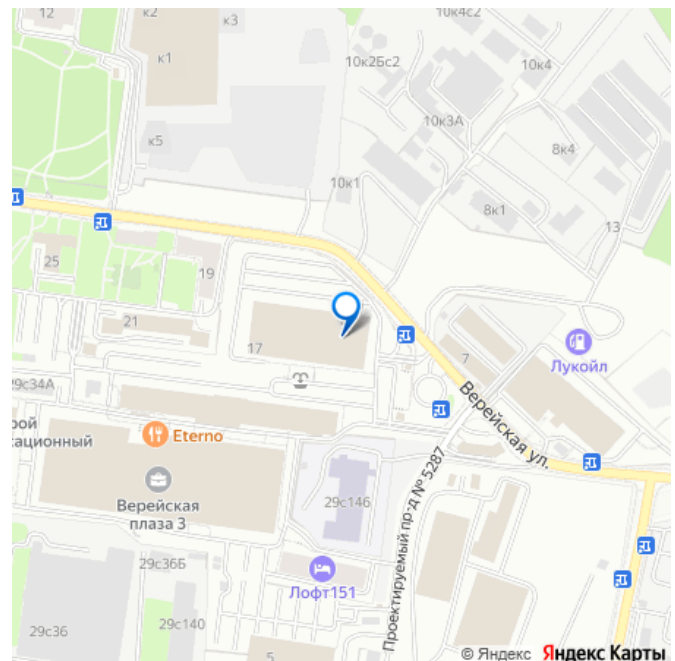 12
к2
к3
к1
к5
10к4с2
10к2Бс2
10к4
10к3А
8к4
10к1
8к1
13
25
19
21
17
7
Лукойл
29с34А
рой
кационный
Eterno
Верейская ул.
Верейская
плаза 3
29с146
Проектируемый пр-д № 5287
29с36Б
Лофт151
29с36
29с140
5
© Яндекс Яндекс Карты